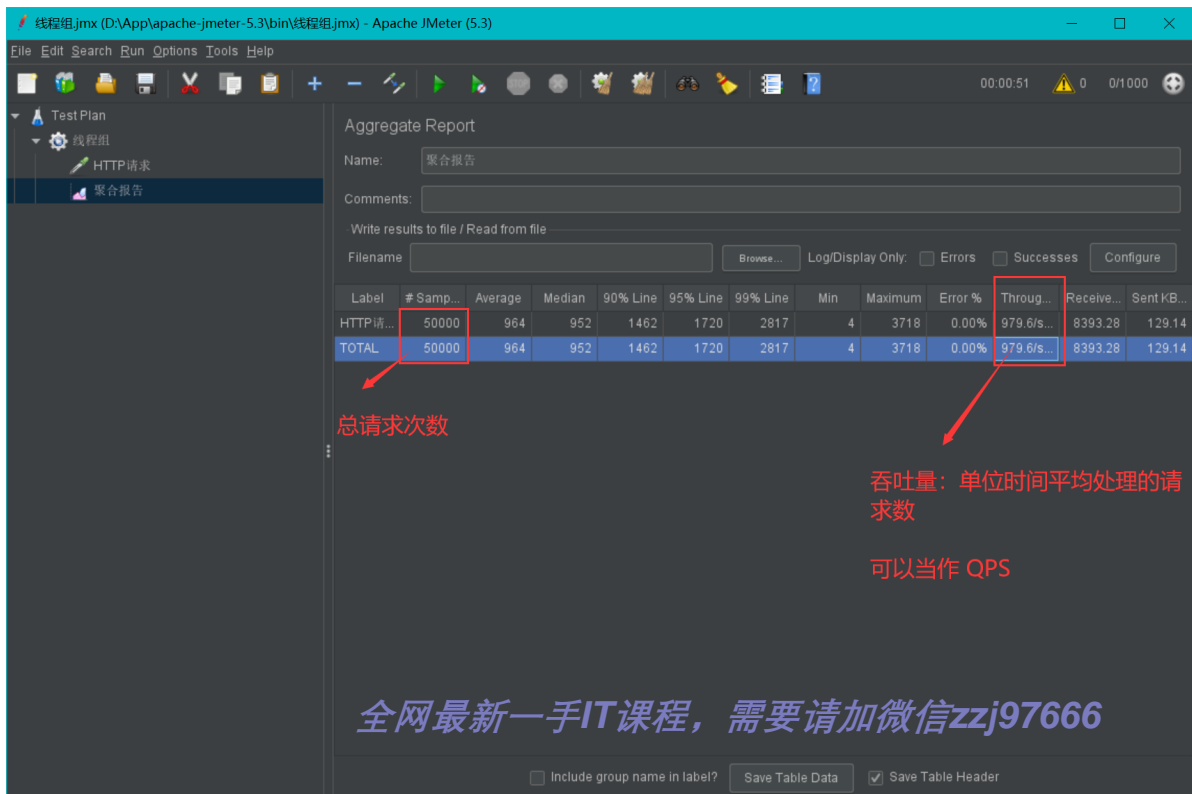 线程组.jmx (D:\App\apache-jmeter-5.3\bin\线程组.jmx) - Apache JMeter (5.3)
File Edit Search Run Options Tools Help
00:00:51 0 0/1000
Test Plan
线程组
HTTP请求
聚合报告
Aggregate Report
Name: 聚合报告
Comments:
Write results to file / Read from file
Filename Browse... Log/Display Only: Errors Successes Configure
Label # Samp... Average Median 90% Line 95% Line 99% Line Min Maximum Error % Throug... Receive... Sent KB...
HTTP请... 50000 964 952 1462 1720 2817 4 3718 0.00% 979.6/s... 8393.28 129.14
TOTAL 50000 964 952 1462 1720 2817 4 3718 0.00% 979.6/s... 8393.28 129.14
总请求次数
吞吐量：单位时间平均处理的请
求数
可以当作 QPS
全网最新一手IT课程，需要请加微信zzj97666
Include group name in label? Save Table Data Save Table Header